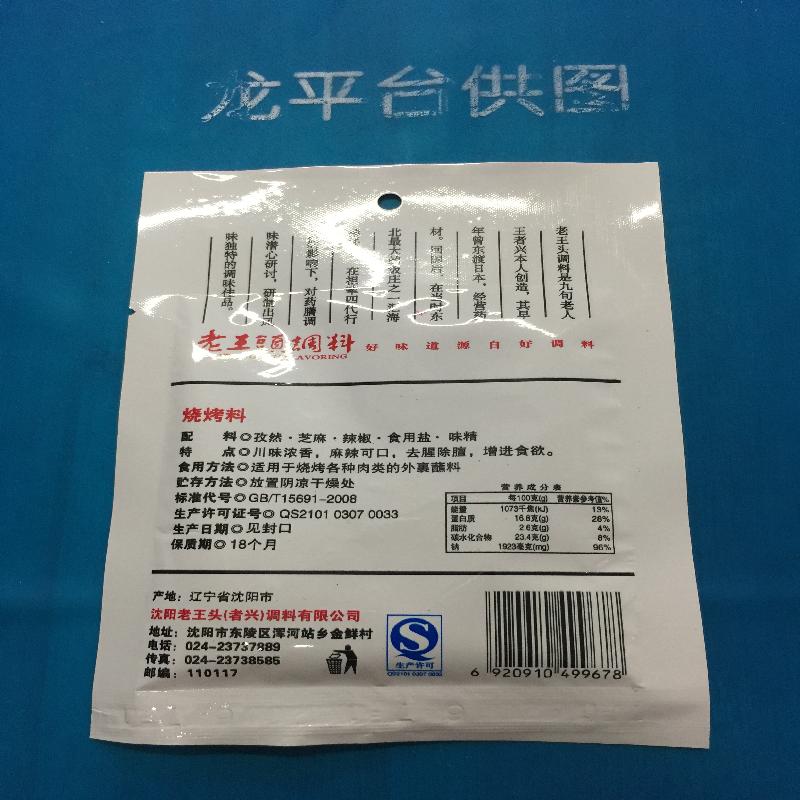 龙平台供图
老王头调料是九旬老人
王者兴本人创造，其早
年曾东渡日本，经营药
材。回国后，在当时东
北最大
在祖辈四代行
影响下，对药膳调
味潜心研讨，研制出风
味独特的调味佳品。
老王頭調料 好味道源自好调料
AVORING
烧烤料
配 料◎孜然·芝麻·辣椒·食用盐·味精
特 点◎川味浓香，麻辣可口，去腥除膻，增进食欲。
食用方法◎适用于烧烤各种肉类的外裹蘸料
贮存方法◎放置阴凉干燥处
标准代号◎GB/T15691-2008
生产许可证号◎QS2101 0307 0033
生产日期◎见封口
保质期◎18个月
营养成分表
项目 每100克(g) 营养素参考值%
能量 1073千焦(kJ) 13%
蛋白质 16.8克(g) 28%
脂肪 2.6克(g) 4%
碳水化合物 23.4克(g) 8%
钠 1923毫克(mg) 96%
产地：辽宁省沈阳市
沈阳老王头(者兴)调料有限公司
地址：沈阳市东陵区浑河站乡金鲜村
电话：024-23737889
传真：024-23738585
邮编：110117
生产许可
QS2101 0307 0033
6 920910 499678